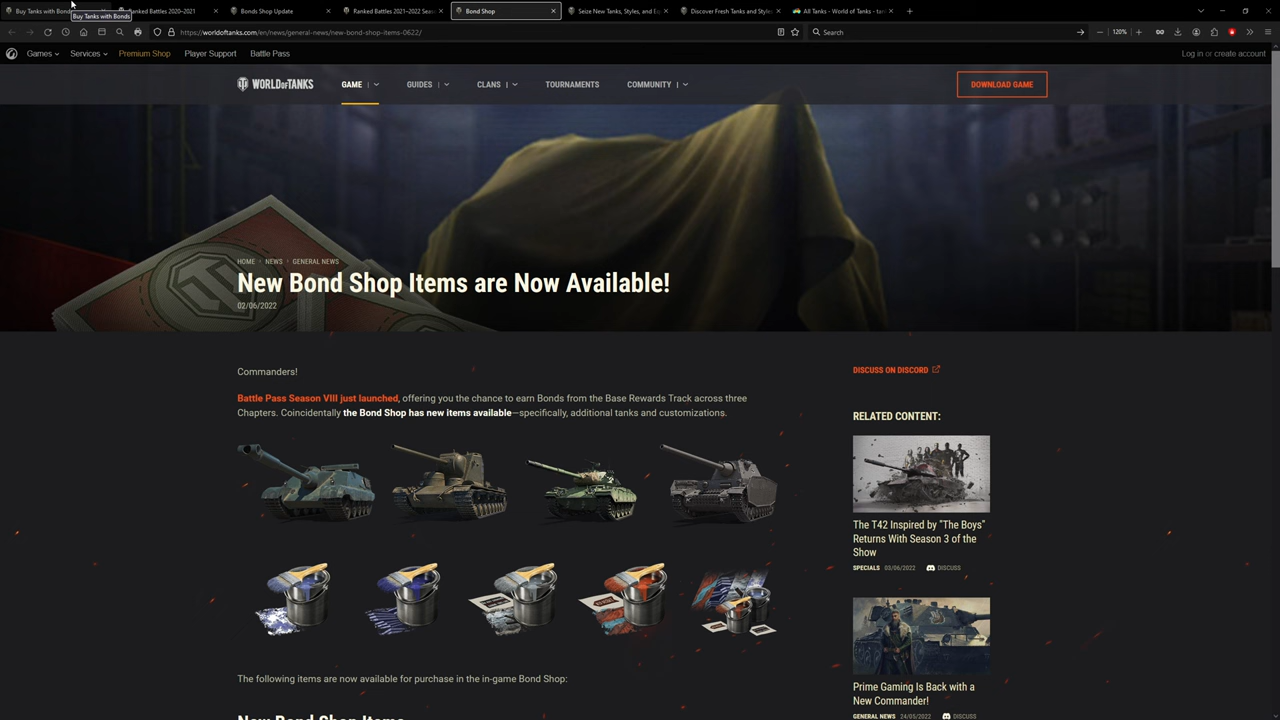 Buy Tanks with Bonds
Ranked Battles 2020–2021
Bonds Shop Update
Ranked Battles 2021–2022 Seas
Bond Shop
Seize New Tanks, Styles, and E
Discover Fresh Tanks and Style
All Tanks - World of Tanks - tan
Buy Tanks with Bonds
https://worldoftanks.com/en/news/general-news/new-bond-shop-items-0622/
120%
Search
Games
Services
Premium Shop
Player Support
Battle Pass
Log in or create account
WORLD OF TANKS
GAME
GUIDES
CLANS
TOURNAMENTS
COMMUNITY
DOWNLOAD GAME
HOME
NEWS
GENERAL NEWS
New Bond Shop Items are Now Available!
02/06/2022
Commanders!
Battle Pass Season VIII just launched, offering you the chance to earn Bonds from the Base Rewards Track across three
Chapters. Coincidentally the Bond Shop has new items available—specifically, additional tanks and customizations.
The following items are now available for purchase in the in-game Bond Shop:
New Bond Shop Items
DISCUSS ON DISCORD
RELATED CONTENT:
The T42 Inspired by "The Boys"
Returns With Season 3 of the
Show
SPECIALS 03/06/2022 DISCUSS
Prime Gaming Is Back with a
New Commander!
GENERAL NEWS 24/05/2022 DISCUSS